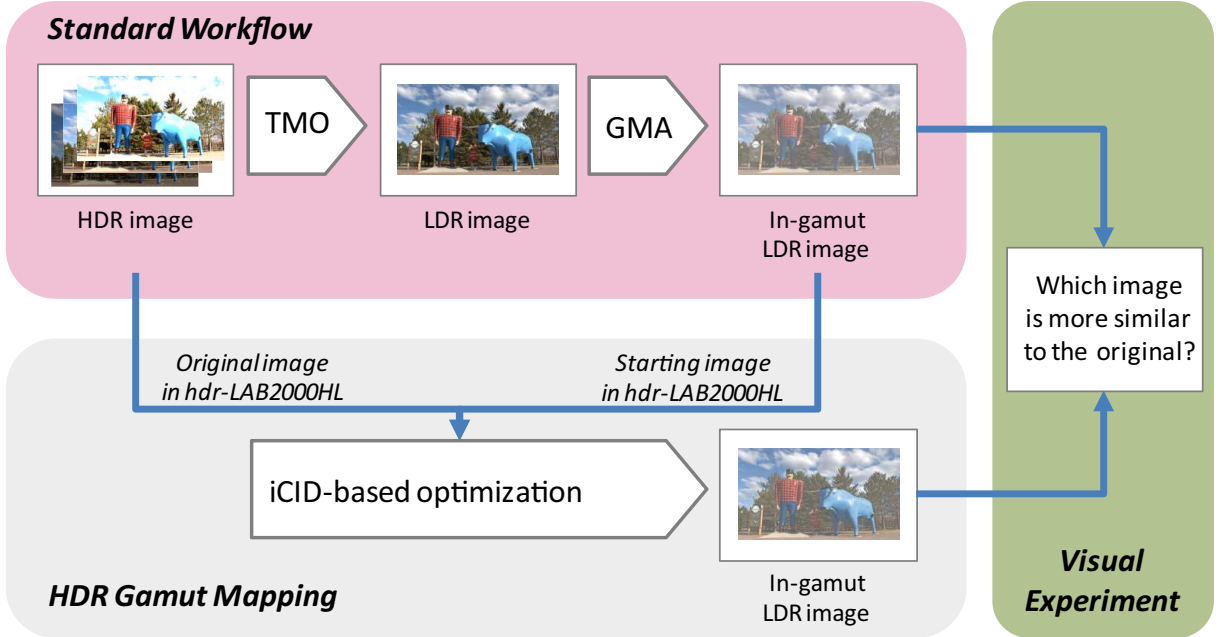 Standard Workflow
TMO
GMA
HDR image
LDR image
In-gamut
LDR image
Original image
in hdr-LAB2000HL
Starting image
in hdr-LAB2000HL
iCID-based optimization
In-gamut
LDR image
HDR Gamut Mapping
Which image
is more similar
to the original?
Visual
Experiment